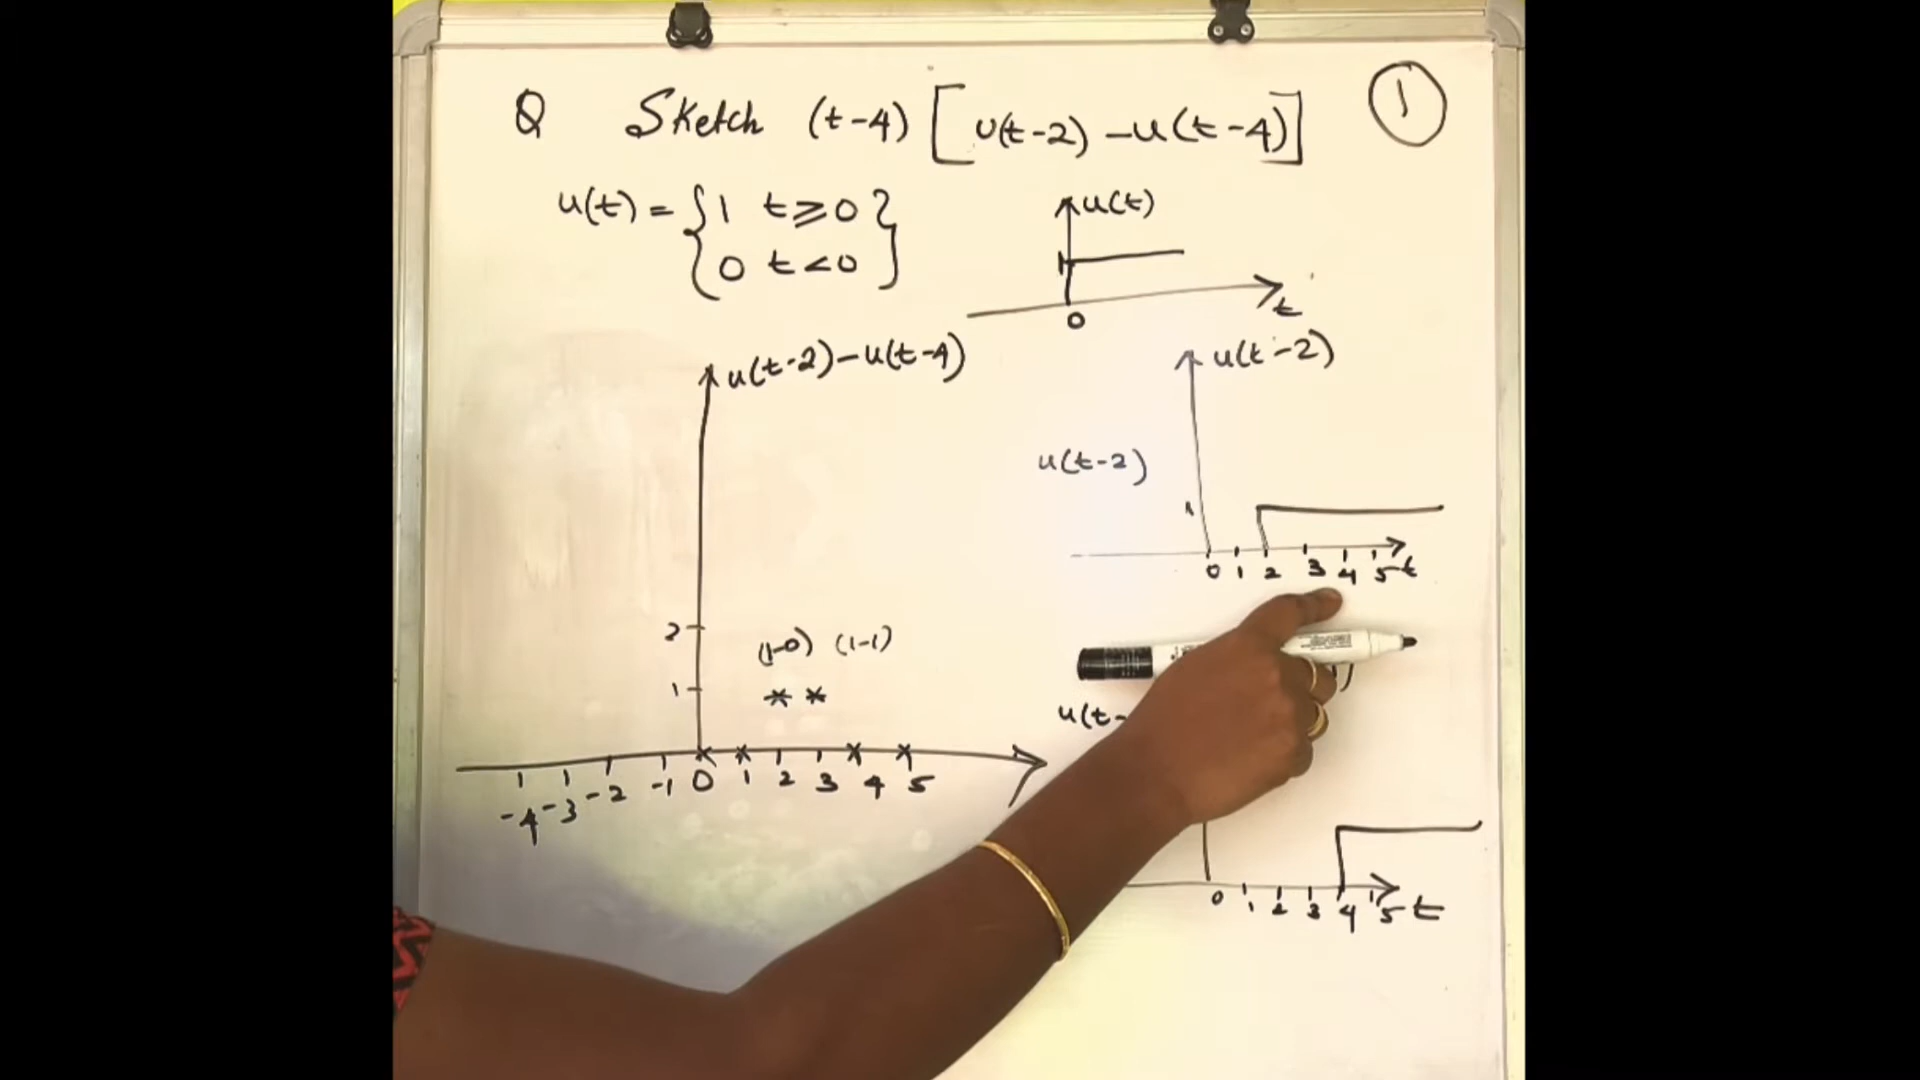 Q Sketch (t-4) [u(t-2) -u(t-4)] 1
u(t) = {1 t≥0
0 t<0}
u(t)
t
0
u(t-2)-u(t-4)
2
1
(1-0) (1-1)
-4 -3 -2 -1 0 1 2 3 4 5
u(t-2)
u(t-2)
1
0 1 2 3 4 5 t
u(t-
0 1 2 3 4 5 t